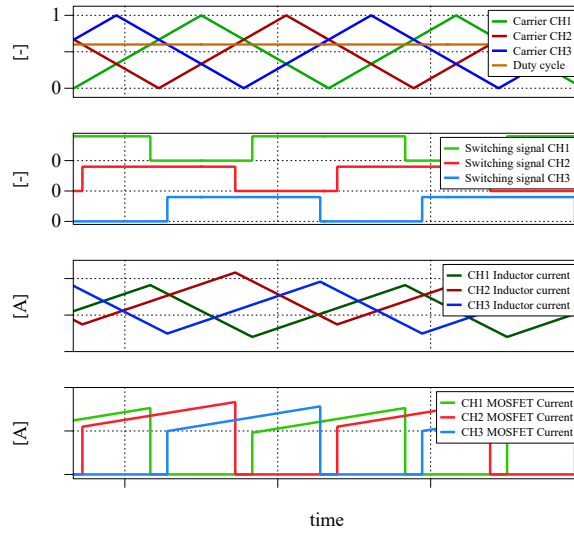 1
[-]
0
Carrier CH1
Carrier CH2
Carrier CH3
Duty cycle
[-]
0
0
0
Switching signal CH1
Switching signal CH2
Switching signal CH3
[A]
CH1 Inductor current
CH2 Inductor current
CH3 Inductor current
[A]
CH1 MOSFET Current
CH2 MOSFET Current
CH3 MOSFET Current
time